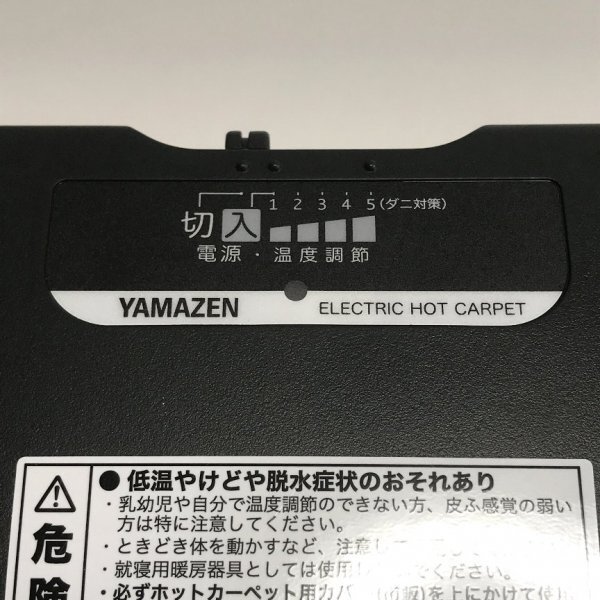 1 2 3 4 5 (ダニ対策)
切 入
電源・温度調節
YAMAZEN ELECTRIC HOT CARPET
危険
●低温やけどや脱水症状のおそれあり
・乳幼児や自分で温度調節のできない方、皮ふ感覚の弱い
方は特に注意してください。
・ときどき体を動かすなど、注意して
・就寝用暖房器具としては使用し
・必ずホットカーペット用カバー(市販)を上にかけて使